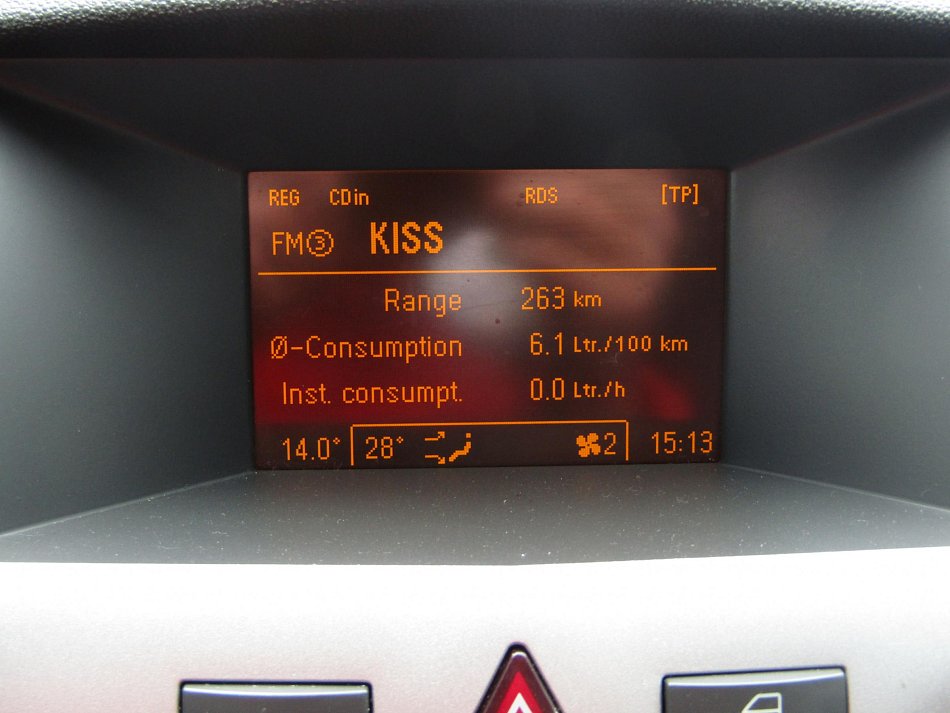 REG CDin RDS [TP]
FM③ KISS
Range 263 km
Ø-Consumption 6.1 Ltr./100 km
Inst. consumpt. 0.0 Ltr./h
14.0° 28° 2 15:13